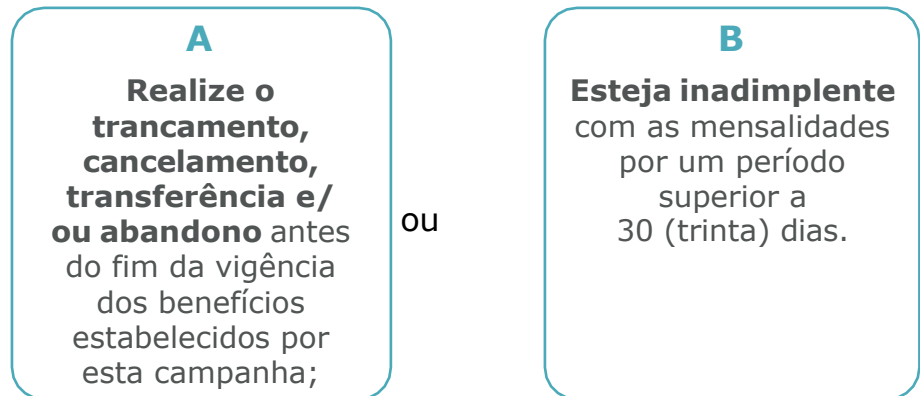 A
Realize o
trancamento,
cancelamento,
transferência e/
ou abandono antes
do fim da vigência
dos benefícios
estabelecidos por
esta campanha;
ou
B
Esteja inadimplente
com as mensalidades
por um período
superior a
30 (trinta) dias.